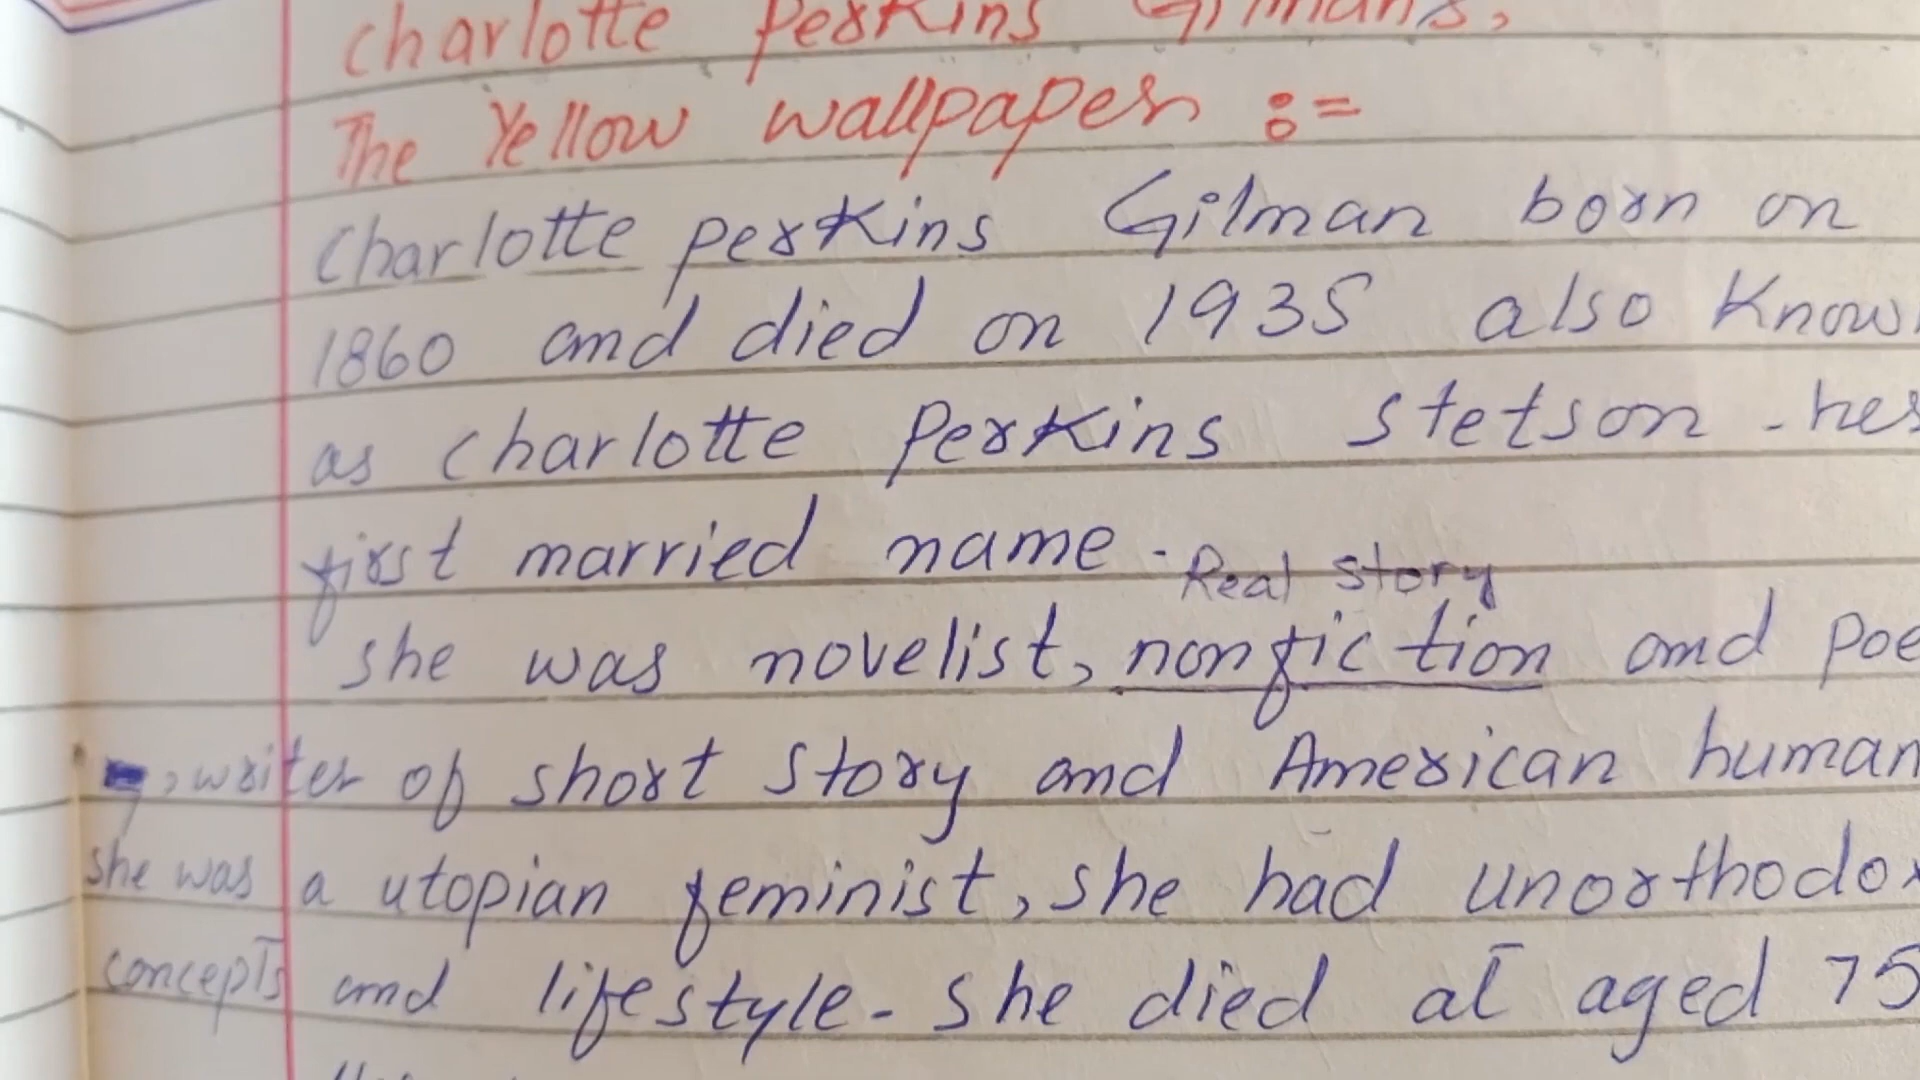 Charlotte Perkins Gilman's,
The Yellow wallpaper :=
Charlotte perkins Gilman born on
1860 and died on 1935 also Know
as Charlotte Perkins Stetson - her
first married name.
Real story
She was novelist, nonfiction and Poe
, writer of short story and American human
she was a utopian feminist, she had unorthodox
concepts and lifestyle- She died at aged 75